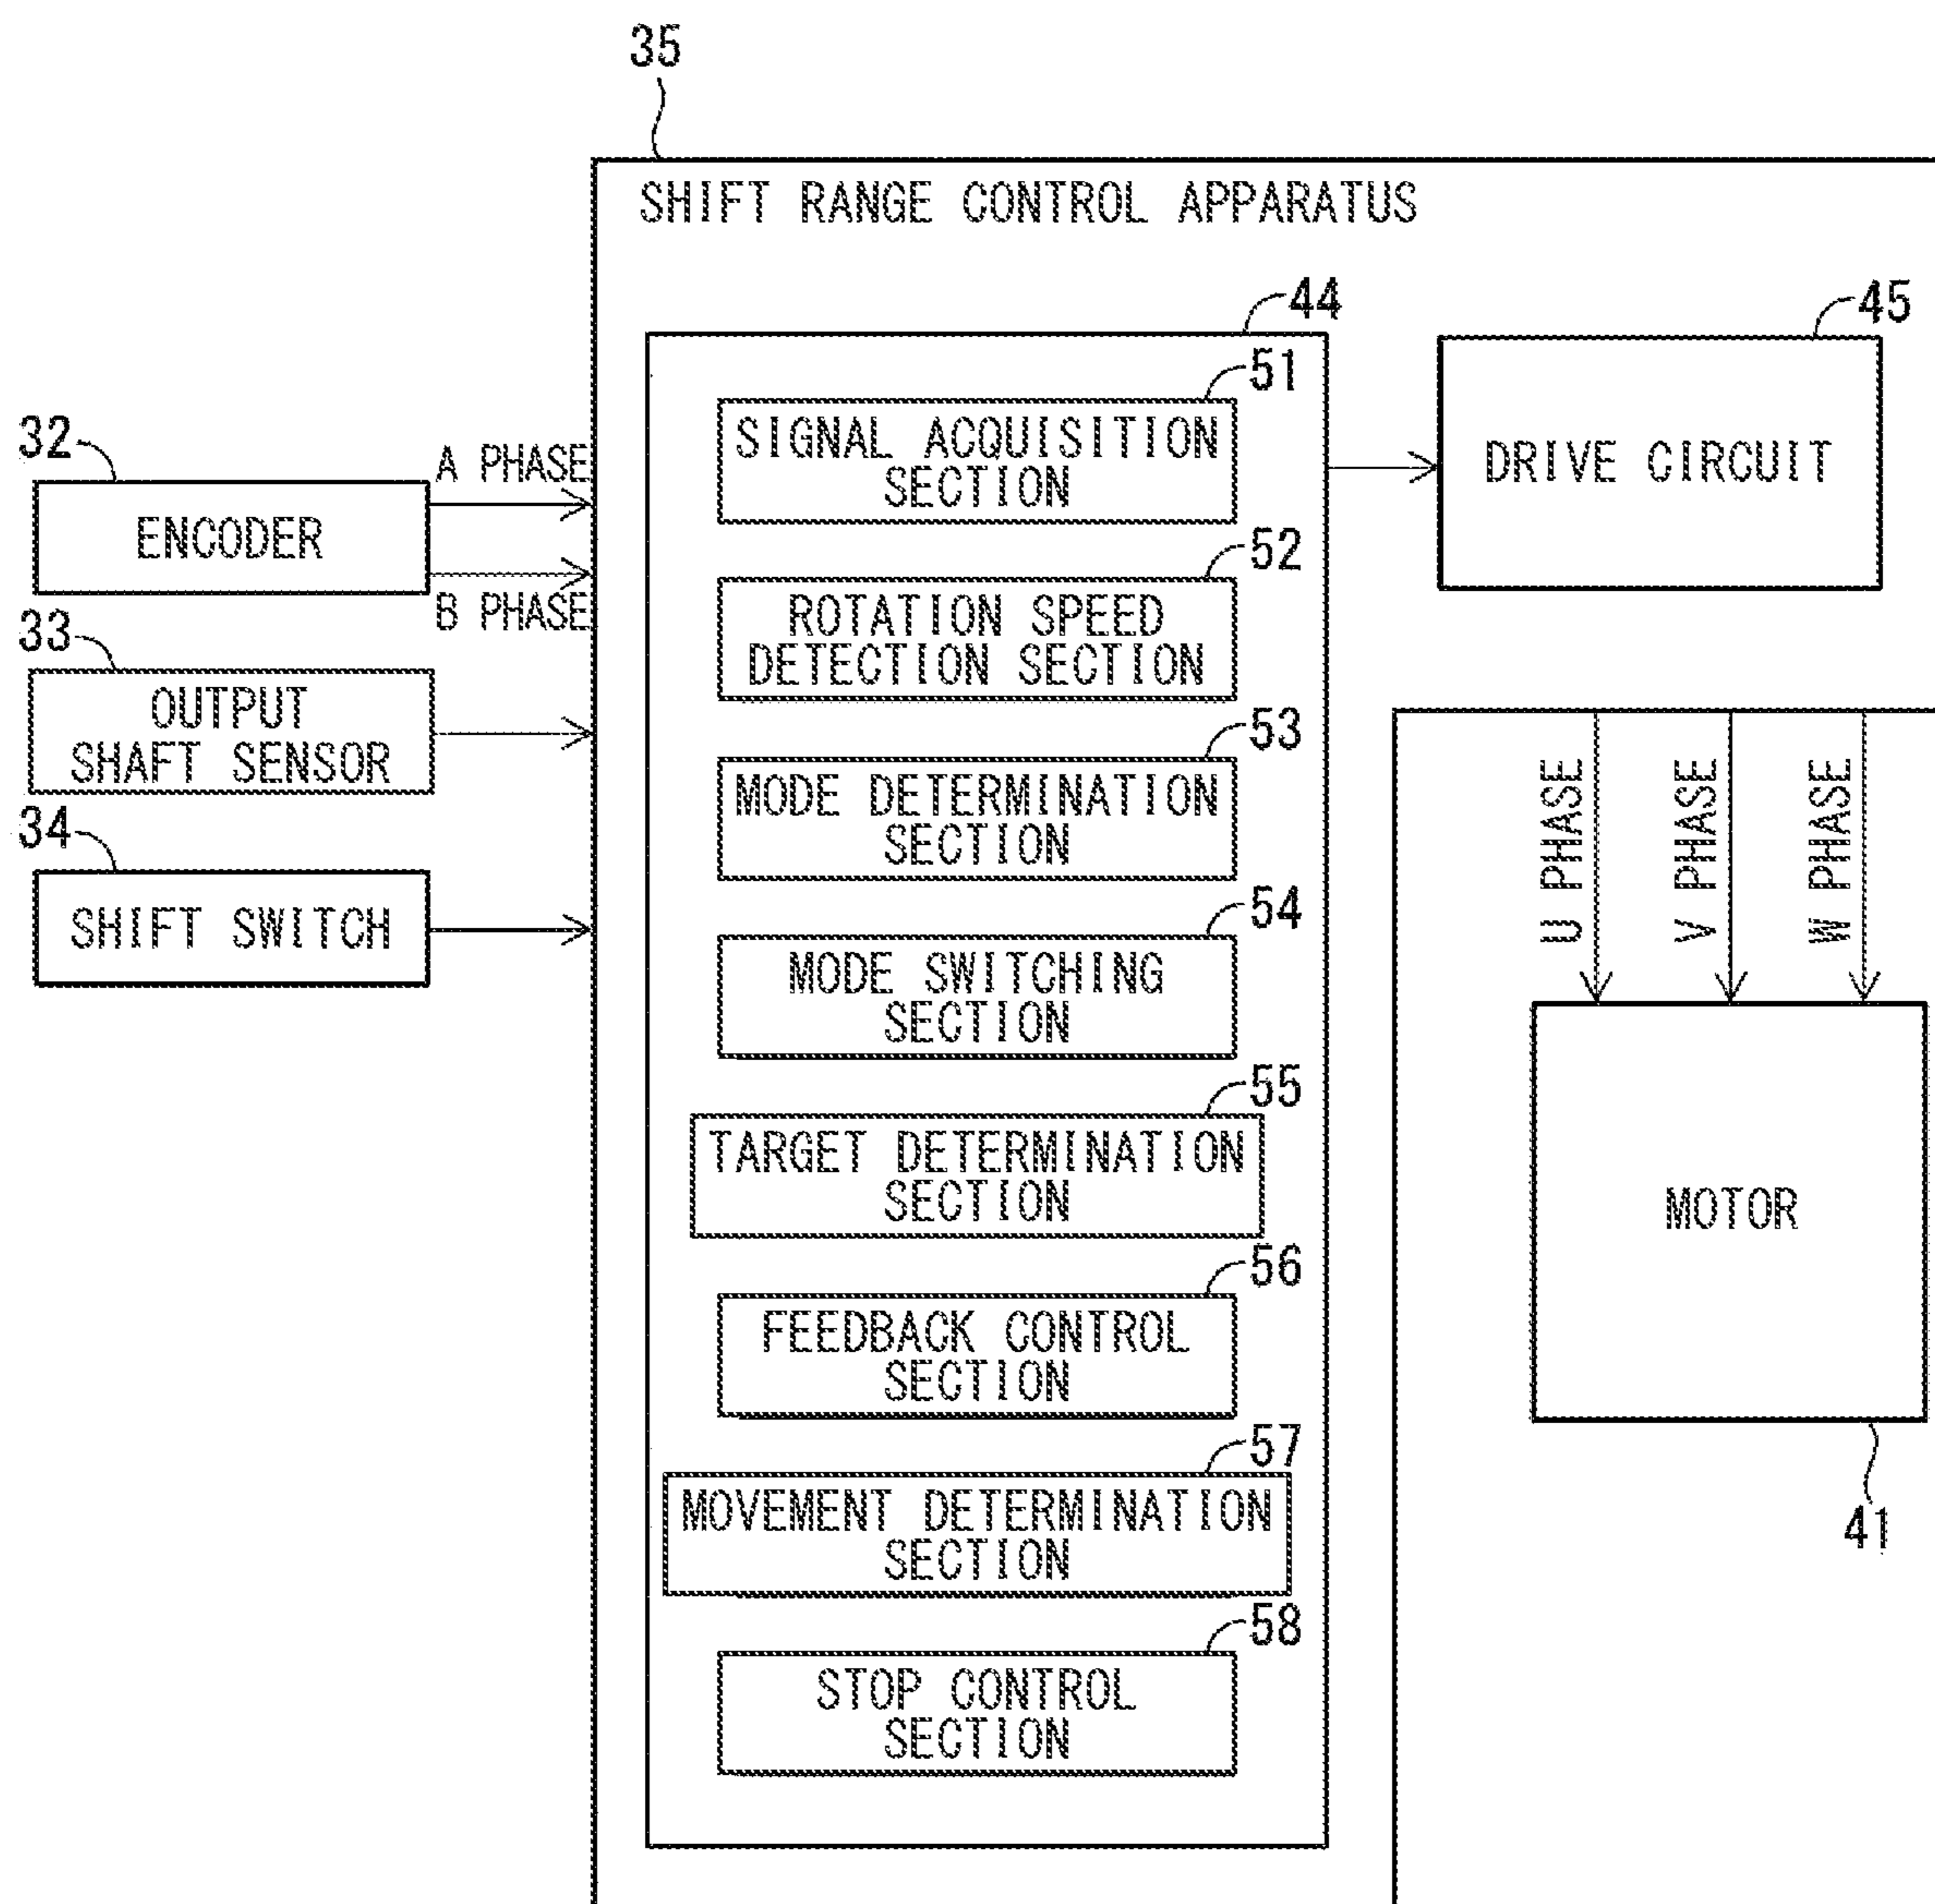 35
SHIFT RANGE CONTROL APPARATUS
44
45
51
SIGNAL ACQUISITION
SECTION
DRIVE CIRCUIT
32
A PHASE
ENCODER
B PHASE
52
ROTATION SPEED
DETECTION SECTION
33
OUTPUT
SHAFT SENSOR
53
MODE DETERMINATION
SECTION
U PHASE
V PHASE
W PHASE
34
SHIFT SWITCH
54
MODE SWITCHING
SECTION
55
TARGET DETERMINATION
SECTION
MOTOR
56
FEEDBACK CONTROL
SECTION
57
MOVEMENT DETERMINATION
SECTION
41
58
STOP CONTROL
SECTION